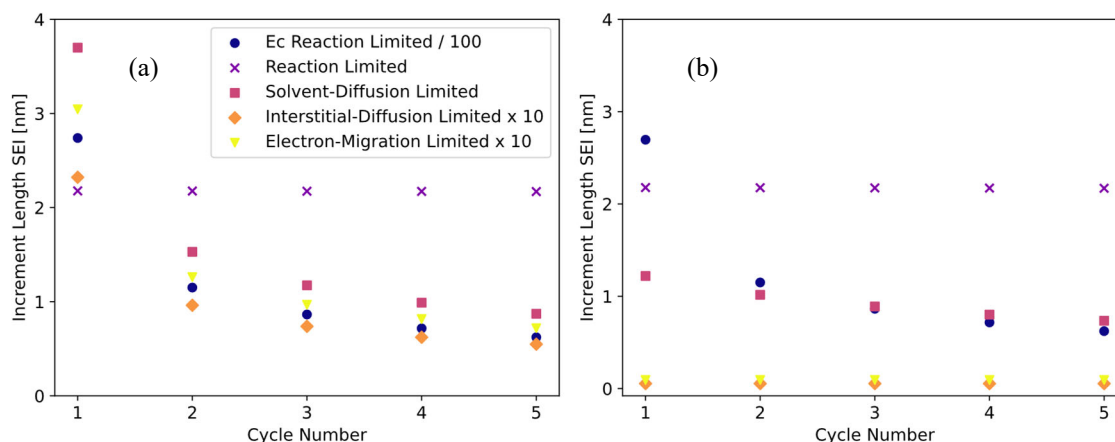 4
3
2
1
0
Increment Length SEI [nm]
(a)
Ec Reaction Limited / 100
Reaction Limited
Solvent-Diffusion Limited
Interstitial-Diffusion Limited x 10
Electron-Migration Limited x 10
1 2 3 4 5
Cycle Number
4
3
2
1
0
Increment Length SEI [nm]
(b)
1 2 3 4 5
Cycle Number